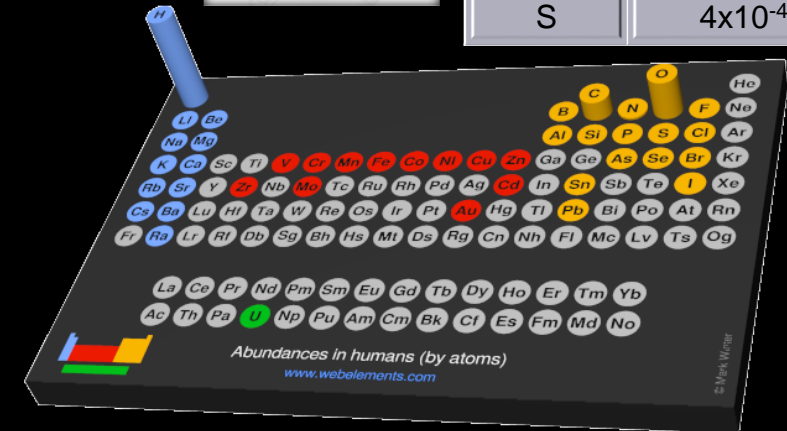 S 4x10-4
H
He
Li Be B C N O F Ne
Na Mg Al Si P S Cl Ar
K Ca Sc Ti V Cr Mn Fe Co Ni Cu Zn Ga Ge As Se Br Kr
Rb Sr Y Zr Nb Mo Tc Ru Rh Pd Ag Cd In Sn Sb Te I Xe
Cs Ba Lu Hf Ta W Re Os Ir Pt Au Hg Tl Pb Bi Po At Rn
Fr Ra Lr Rf Db Sg Bh Hs Mt Ds Rg Cn Nh Fl Mc Lv Ts Og
La Ce Pr Nd Pm Sm Eu Gd Tb Dy Ho Er Tm Yb
Ac Th Pa U Np Pu Am Cm Bk Cf Es Fm Md No
Abundances in humans (by atoms)
www.webelements.com
© Mark Winter